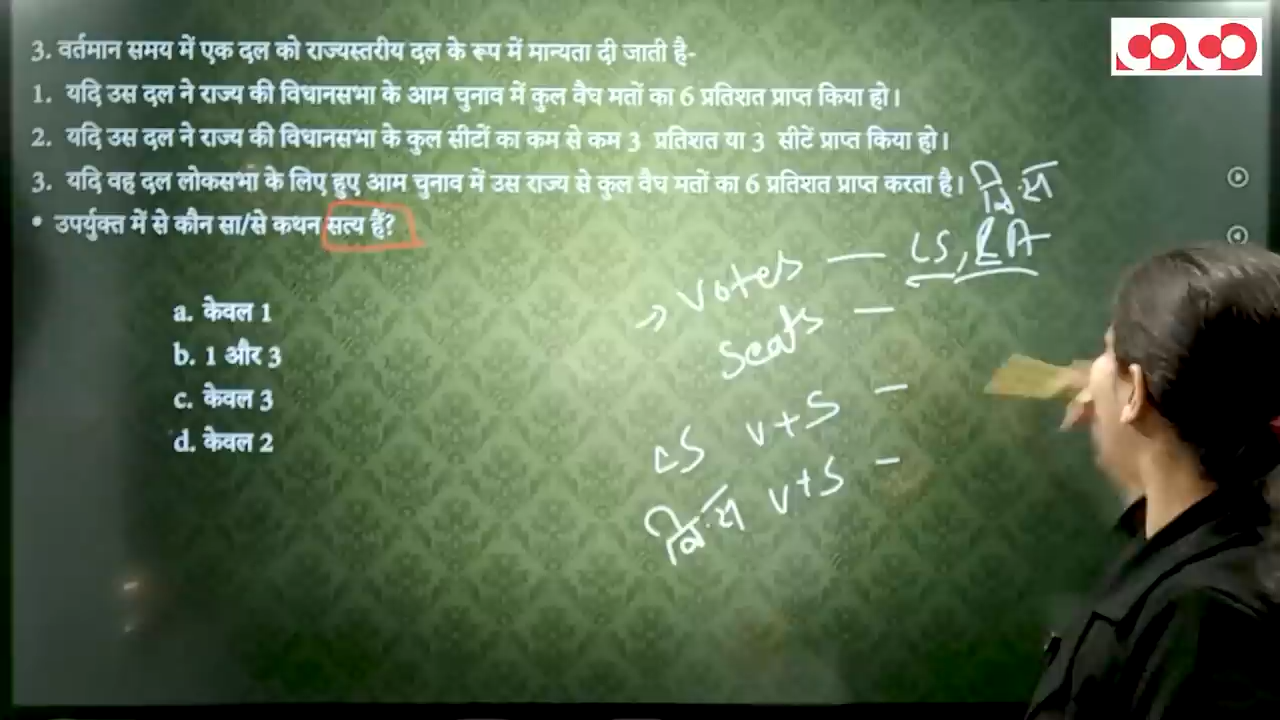 3. वर्तमान समय में एक दल को राज्यस्तरीय दल के रूप में मान्यता दी जाती है-
1. यदि उस दल ने राज्य की विधानसभा के आम चुनाव में कुल वैध मतों का 6 प्रतिशत प्राप्त किया हो।
2. यदि उस दल ने राज्य की विधानसभा के कुल सीटों का कम से कम 3 प्रतिशत या 3 सीटें प्राप्त किया हो।
3. यदि वह दल लोकसभा के लिए हुए आम चुनाव में उस राज्य से कुल वैध मतों का 6 प्रतिशत प्राप्त करता है।
• उपर्युक्त में से कौन सा/से कथन सत्य हैं?
a. केवल 1
b. 1 और 3
c. केवल 3
d. केवल 2
वि.स
→ Votes — LS, LA
Seats —
LS V+S —
वि.स V+S —